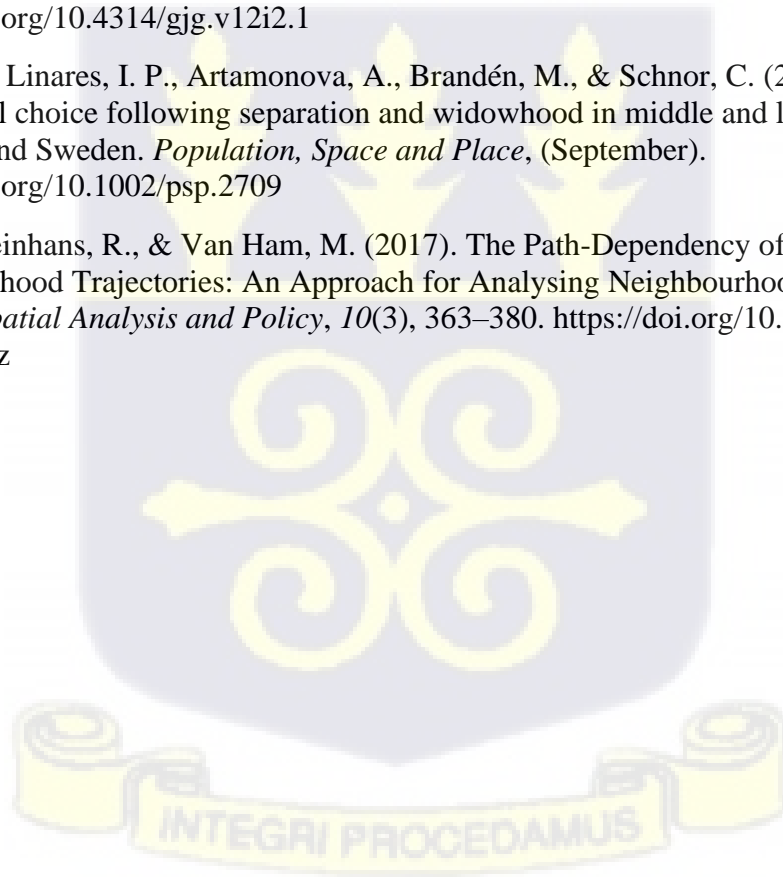 org/10.4314/gjg.v12i2.1
Linares, I. P., Artamonova, A., Brandén, M., & Schnor, C. (2
l choice following separation and widowhood in middle and l
nd Sweden. Population, Space and Place, (September).
org/10.1002/psp.2709
einhans, R., & Van Ham, M. (2017). The Path-Dependency of
hood Trajectories: An Approach for Analysing Neighbourhoo
patial Analysis and Policy, 10(3), 363–380. https://doi.org/10.
z
INTEGRI PROCEDAMUS